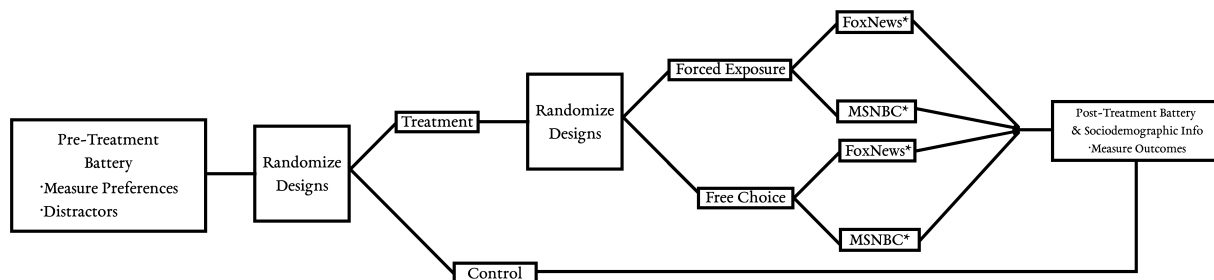 Pre-Treatment
Battery
·Measure Preferences
·Distractors
Randomize
Designs
Treatment
Control
Randomize
Designs
Forced Exposure
Free Choice
FoxNews*
MSNBC*
FoxNews*
MSNBC*
Post-Treatment Battery
& Sociodemographic Info
·Measure Outcomes